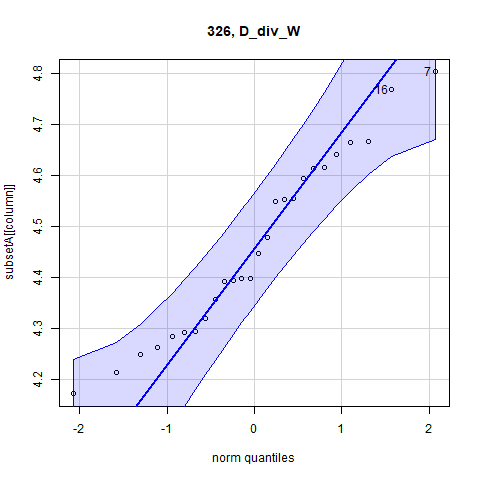 326, D_div_W
4.8
4.7
4.6
4.5
4.4
4.3
4.2
subsetA[[column]]
7
16
-2 -1 0 1 2
norm quantiles